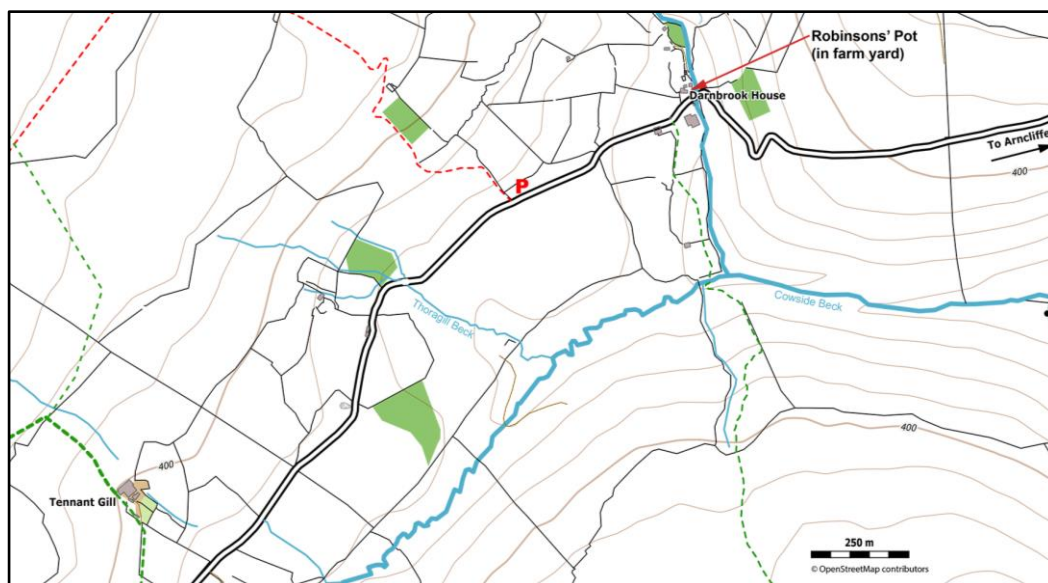 Robinsons' Pot
(in farm yard)
Darnbrook House
To Arncliffe
400
P
Thoragill Beck
Cowside Beck
400
400
Tennant Gill
250 m
© OpenStreetMap contributors